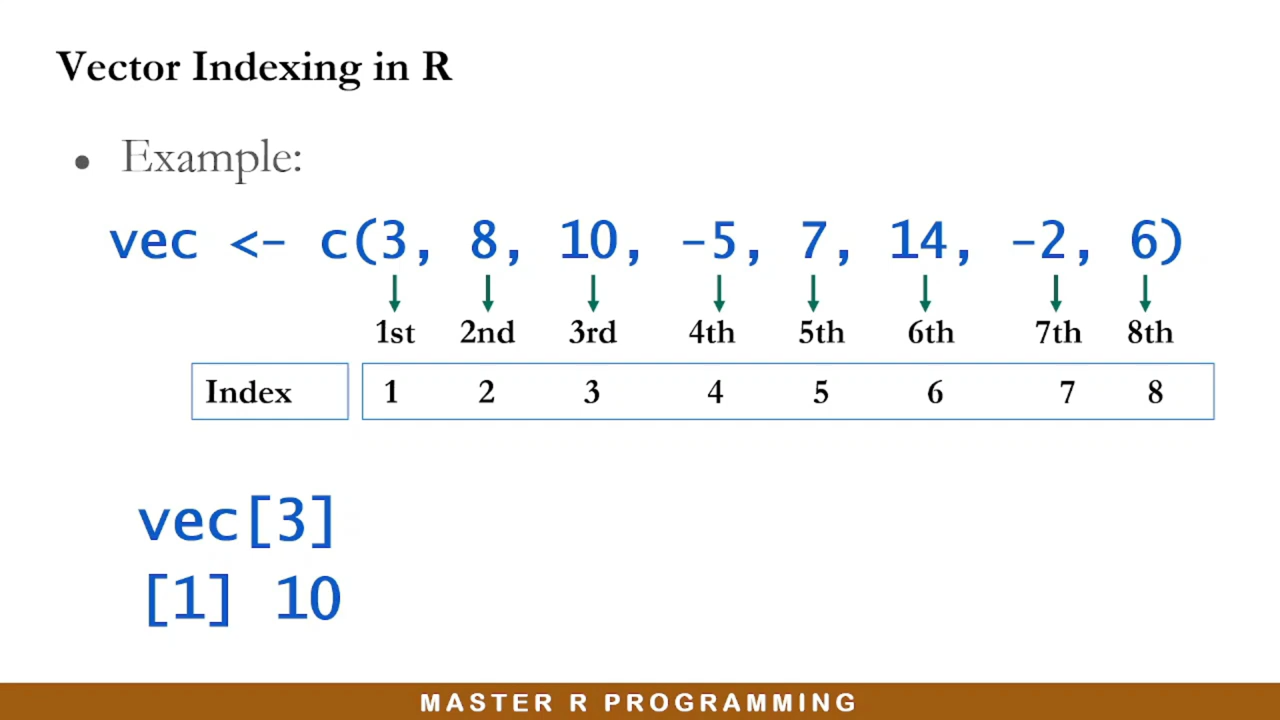 Vector Indexing in R
• Example:
vec <- c(3, 8, 10, -5, 7, 14, -2, 6)
1st 2nd 3rd 4th 5th 6th 7th 8th
Index 1 2 3 4 5 6 7 8
vec[3]
[1] 10
MASTER R PROGRAMMING